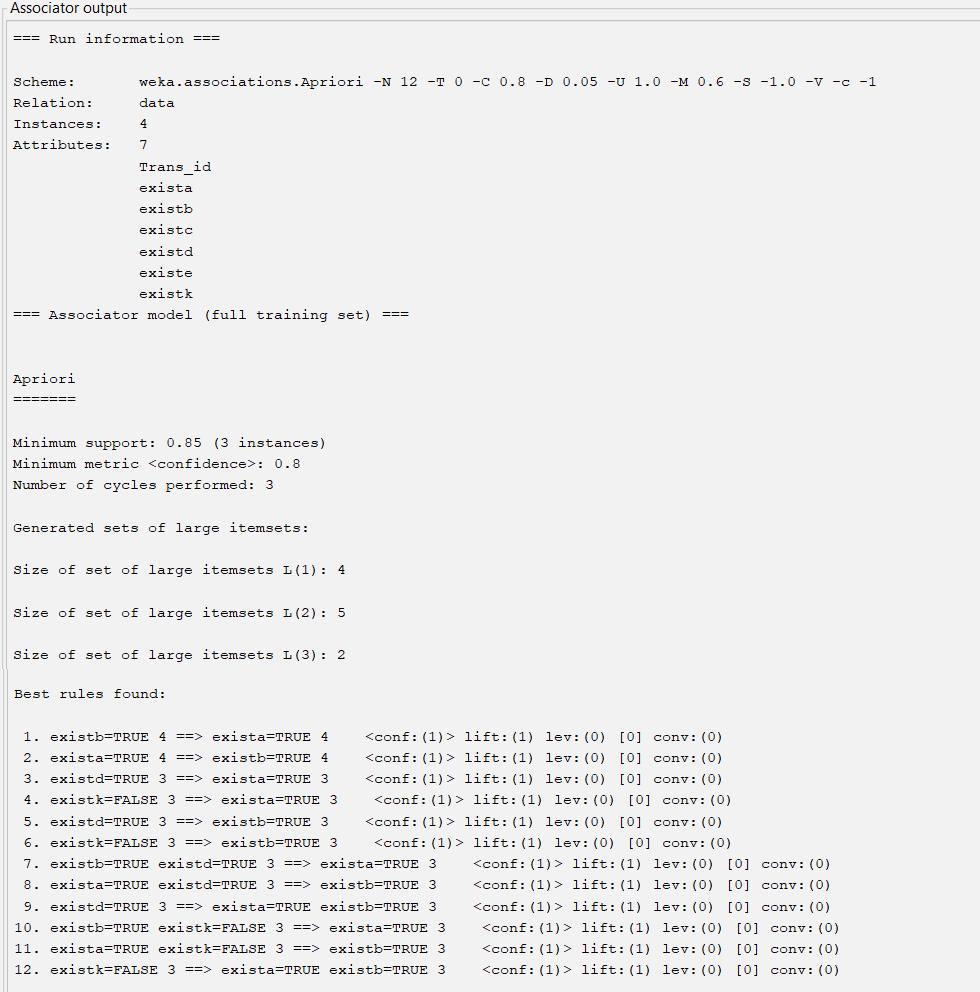 Associator output
=== Run information ===
Scheme:       weka.associations.Apriori -N 12 -T 0 -C 0.8 -D 0.05 -U 1.0 -M 0.6 -S -1.0 -V -c -1
Relation:     data
Instances:    4
Attributes:   7
              Trans_id
              exista
              existb
              existc
              existd
              existe
              existk
=== Associator model (full training set) ===
Apriori
=======
Minimum support: 0.85 (3 instances)
Minimum metric <confidence>: 0.8
Number of cycles performed: 3
Generated sets of large itemsets:
Size of set of large itemsets L(1): 4
Size of set of large itemsets L(2): 5
Size of set of large itemsets L(3): 2
Best rules found:
 1. existb=TRUE 4 ==> exista=TRUE 4    <conf:(1)> lift:(1) lev:(0) [0] conv:(0)
 2. exista=TRUE 4 ==> existb=TRUE 4    <conf:(1)> lift:(1) lev:(0) [0] conv:(0)
 3. existd=TRUE 3 ==> exista=TRUE 3    <conf:(1)> lift:(1) lev:(0) [0] conv:(0)
 4. existk=FALSE 3 ==> exista=TRUE 3    <conf:(1)> lift:(1) lev:(0) [0] conv:(0)
 5. existd=TRUE 3 ==> existb=TRUE 3    <conf:(1)> lift:(1) lev:(0) [0] conv:(0)
 6. existk=FALSE 3 ==> existb=TRUE 3    <conf:(1)> lift:(1) lev:(0) [0] conv:(0)
 7. existb=TRUE existd=TRUE 3 ==> exista=TRUE 3    <conf:(1)> lift:(1) lev:(0) [0] conv:(0)
 8. exista=TRUE existd=TRUE 3 ==> existb=TRUE 3    <conf:(1)> lift:(1) lev:(0) [0] conv:(0)
 9. existd=TRUE 3 ==> exista=TRUE existb=TRUE 3    <conf:(1)> lift:(1) lev:(0) [0] conv:(0)
10. existb=TRUE existk=FALSE 3 ==> exista=TRUE 3    <conf:(1)> lift:(1) lev:(0) [0] conv:(0)
11. exista=TRUE existk=FALSE 3 ==> existb=TRUE 3    <conf:(1)> lift:(1) lev:(0) [0] conv:(0)
12. existk=FALSE 3 ==> exista=TRUE existb=TRUE 3    <conf:(1)> lift:(1) lev:(0) [0] conv:(0)